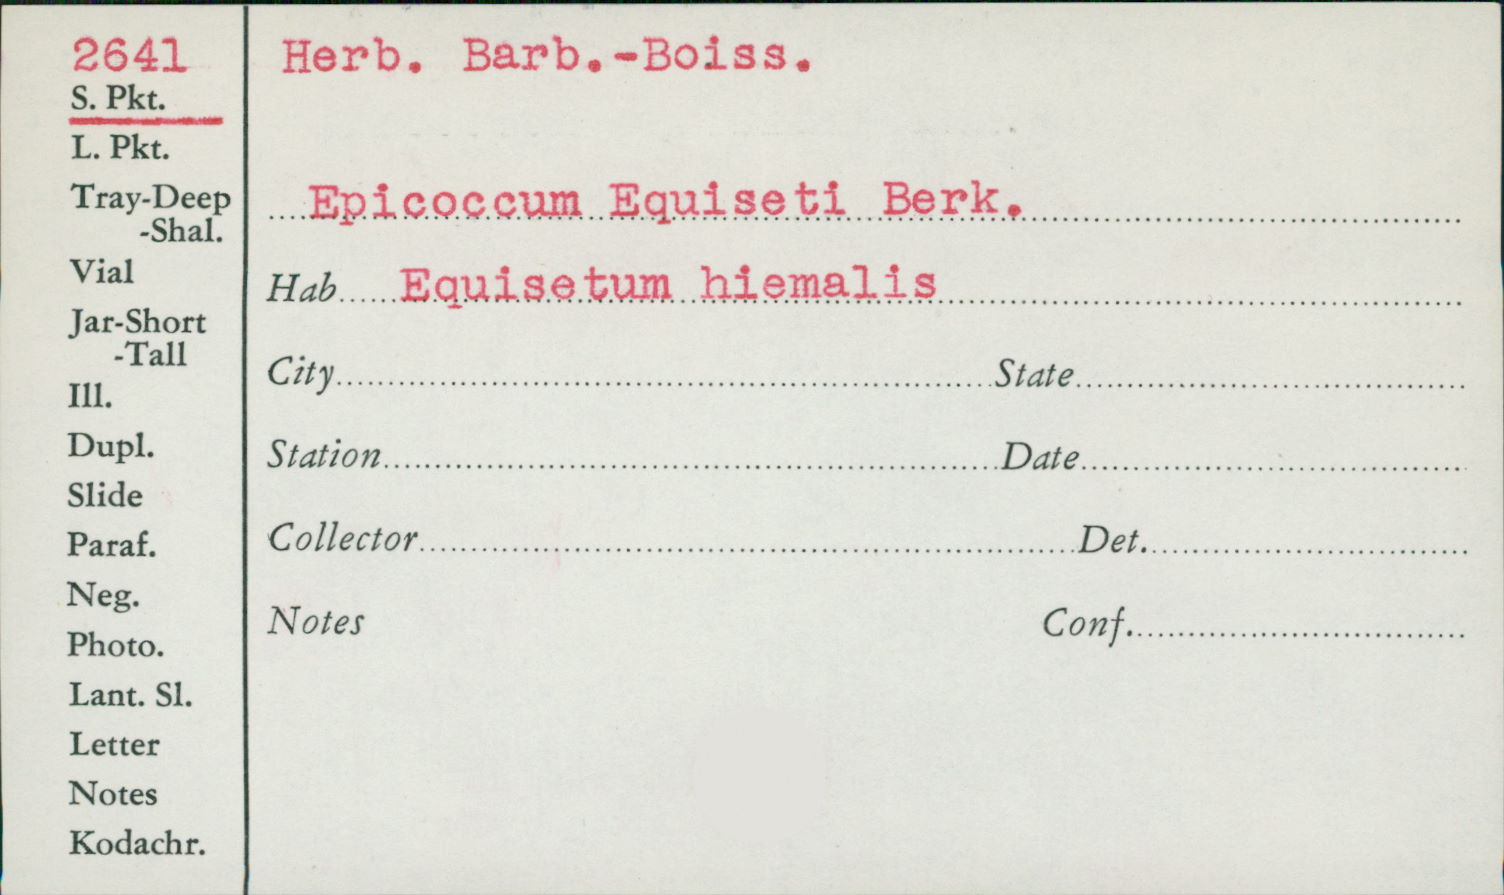 2641
S. Pkt.
L. Pkt.
Tray-Deep
-Shal.
Vial
Jar-Short
-Tall
Ill.
Dupl.
Slide
Paraf.
Neg.
Photo.
Lant. Sl.
Letter
Notes
Kodachr.
Herb. Barb.-Boiss.
Epicoccum Equiseti Berk.
Hab. Equisetum hiemalis
City State
Station Date
Collector Det.
Notes Conf.